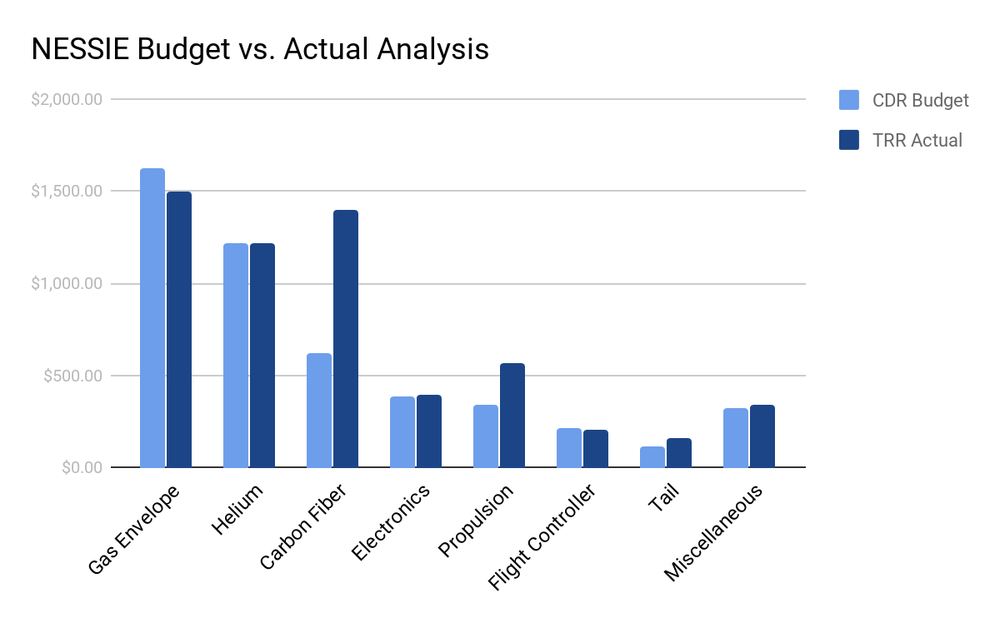 NESSIE Budget vs. Actual Analysis
$2,000.00
$1,500.00
$1,000.00
$500.00
$0.00
CDR Budget
TRR Actual
Gas Envelope
Helium
Carbon Fiber
Electronics
Propulsion
Flight Controller
Tail
Miscellaneous